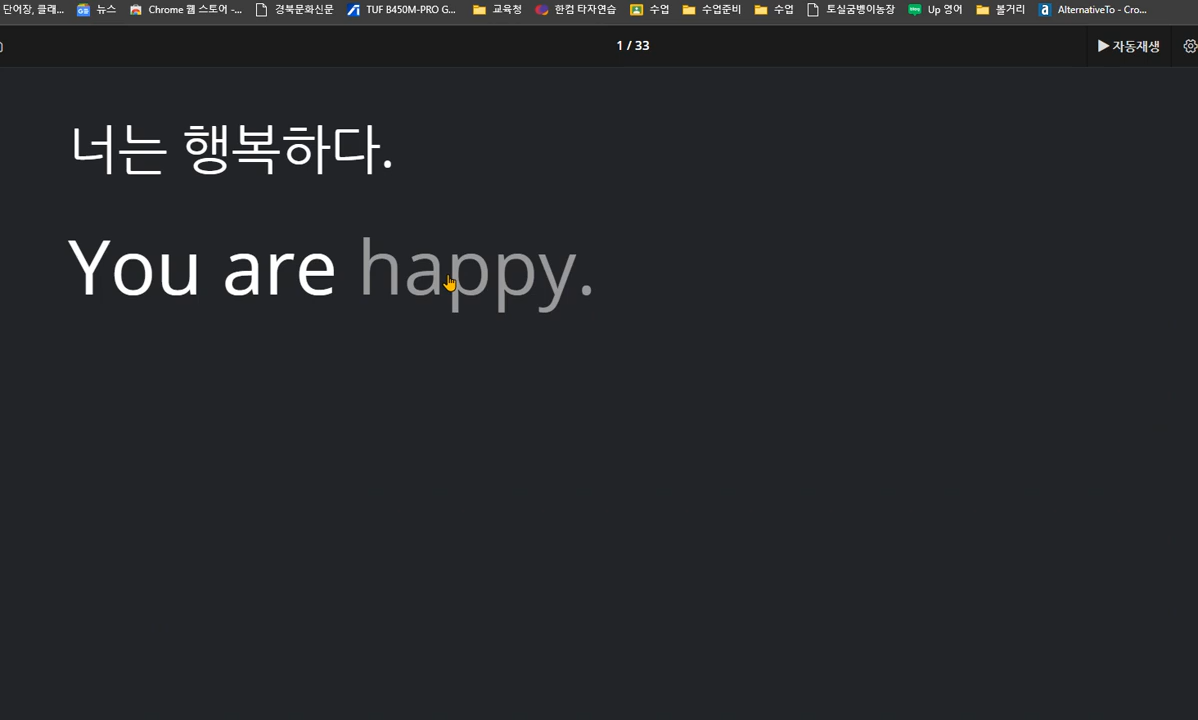 단어장, 클래... 뉴스 Chrome 웹 스토어 -... 경북문화신문 TUF B450M-PRO G... 교육청 한컴 타자연습 수업 수업준비 수업 토실굼벵이농장 Up 영어 볼거리 a AlternativeTo - Cro...
1 / 33 ▶ 자동재생
너는 행복하다.
You are happy.